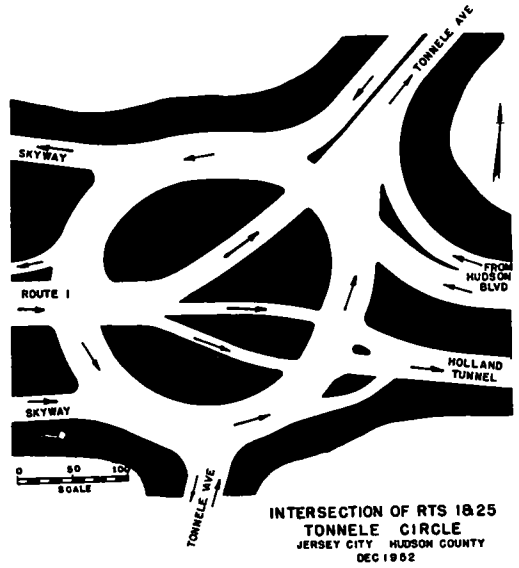 TONNELE AVE
SKYWAY
FROM
HUDSON
BLVD
ROUTE 1
HOLLAND
TUNNEL
SKYWAY
0 50 100
SCALE
TONNELE AVE
INTERSECTION OF RTS 1&25
TONNELE CIRCLE
JERSEY CITY HUDSON COUNTY
DEC 1952